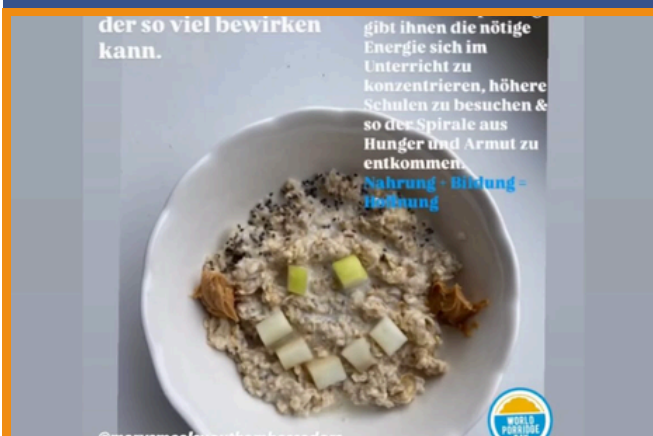 der so viel bewirken
kann.
gibt ihnen die nötige
Energie sich im
Unterricht zu
konzentrieren, höhere
Schulen zu besuchen &
so der Spirale aus
Hunger und Armut zu
entkommen.
Nahrung + Bildung =
Hoffnung
WORLD
PORRIDGE